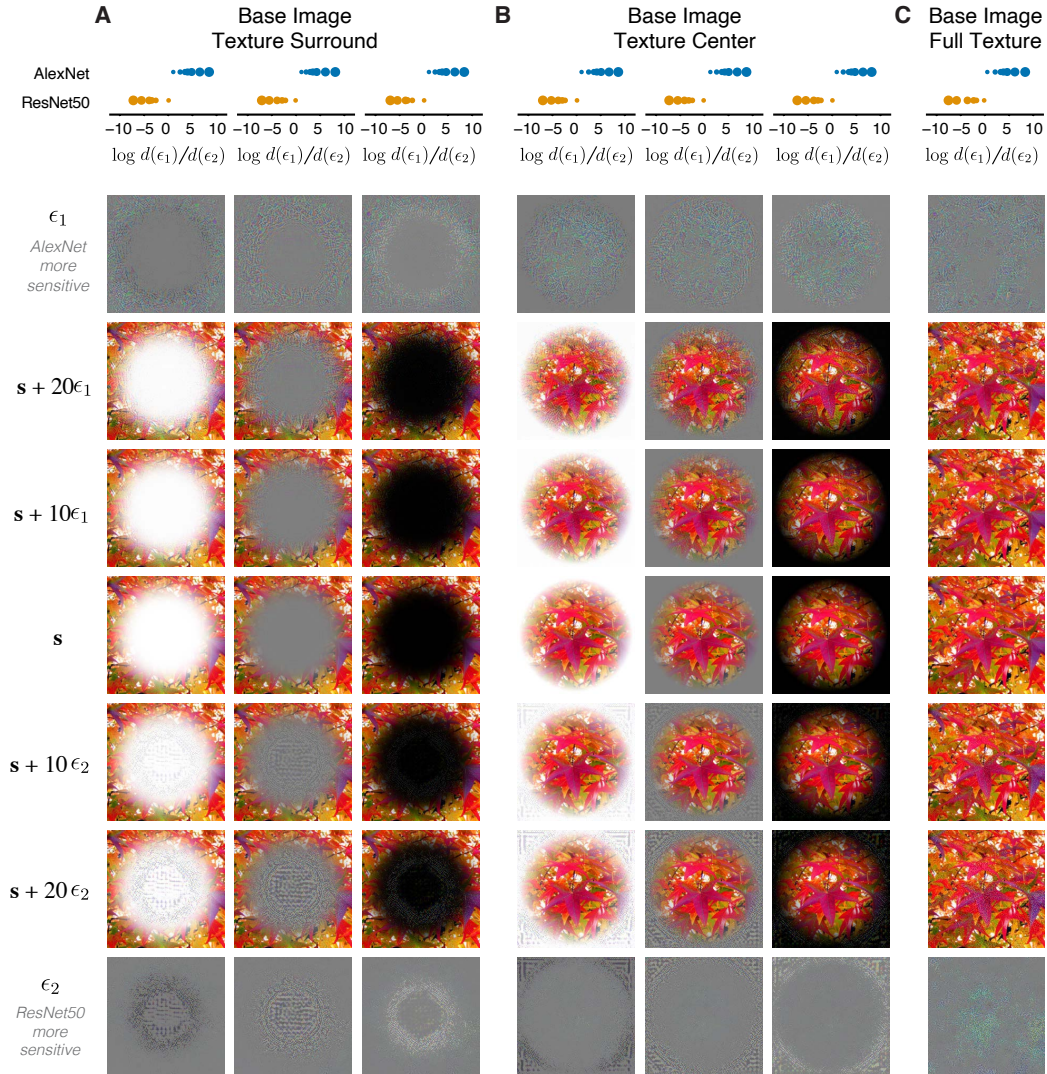 A Base Image B Base Image C Base Image
Texture Surround Texture Center Full Texture
AlexNet
ResNet50
−10 −5 0 5 10 −10 −5 0 5 10 −10 −5 0 5 10 −10 −5 0 5 10 −10 −5 0 5 10 −10 −5 0 5 10 −10 −5 0 5 10
log d(ϵ₁)/d(ϵ₂) log d(ϵ₁)/d(ϵ₂) log d(ϵ₁)/d(ϵ₂) log d(ϵ₁)/d(ϵ₂) log d(ϵ₁)/d(ϵ₂) log d(ϵ₁)/d(ϵ₂) log d(ϵ₁)/d(ϵ₂)
ϵ₁
AlexNet
more
sensitive
s + 20ϵ₁
s + 10ϵ₁
s
s + 10ϵ₂
s + 20ϵ₂
ϵ₂
ResNet50
more
sensitive